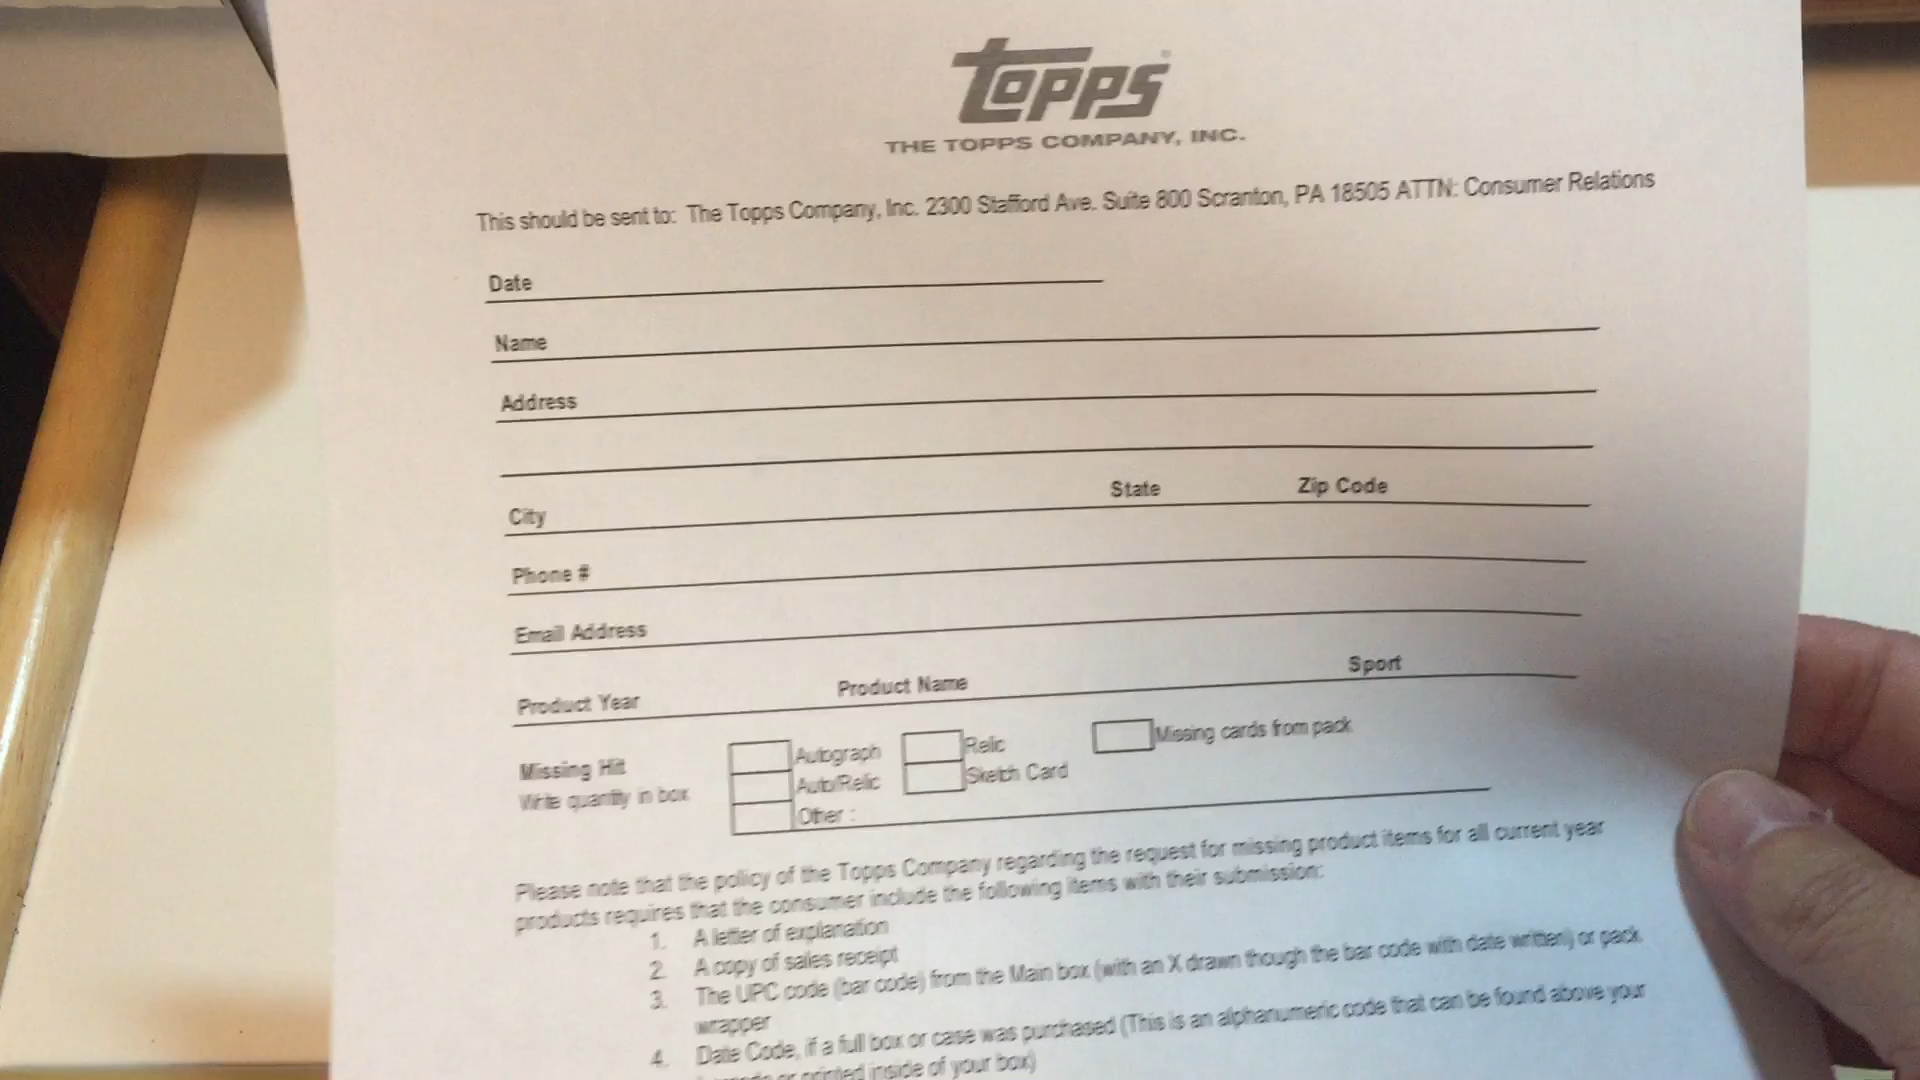 Topps
THE TOPPS COMPANY, INC.
This should be sent to: The Topps Company, Inc. 2300 Stafford Ave. Suite 800 Scranton, PA 18505 ATTN: Consumer Relations
Date
Name
Address
City State Zip Code
Phone #
Email Address
Product Year Product Name Sport
Missing Hit Autograph Relic Missing cards from pack
Write quantity in box Auto/Relic Sketch Card
Other :
Please note that the policy of the Topps Company regarding the request for missing product items for all current year
products requires that the consumer include the following items with their submission:
1. A letter of explanation
2. A copy of sales receipt
3. The UPC code (bar code) from the Main box (with an X drawn though the bar code with date written) or pack
wrapper
4. Date Code, if a full box or case was purchased (This is an alphanumeric code that can be found above your
or printed inside of your box)